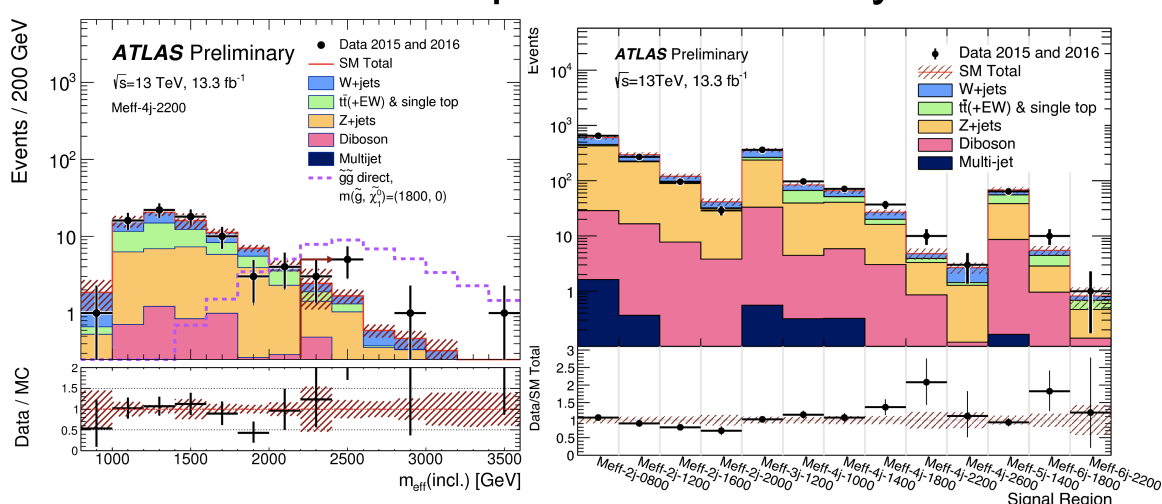 Events / 200 GeV
10³
10²
10
1
ATLAS Preliminary
√s=13 TeV, 13.3 fb⁻¹
Meff-4j-2200
Data 2015 and 2016
SM Total
W+jets
tt̄(+EW) & single top
Z+jets
Diboson
Multijet
g̃g̃ direct,
m(g̃, χ̃₁⁰)=(1800, 0)
Data / MC
2
1.5
1
0.5
0
1000 1500 2000 2500 3000 3500
m_eff(incl.) [GeV]
Events
10⁴
10³
10²
10
1
ATLAS Preliminary
√s=13TeV, 13.3 fb⁻¹
Data 2015 and 2016
SM Total
W+jets
tt̄(+EW) & single top
Z+jets
Diboson
Multi-jet
Data/SM Total
3
2.5
2
1.5
1
0.5
0
Meff-2j-0800
Meff-2j-1200
Meff-2j-1600
Meff-2j-2000
Meff-3j-1200
Meff-4j-1000
Meff-4j-1400
Meff-4j-1800
Meff-4j-2200
Meff-4j-2600
Meff-5j-1400
Meff-6j-1800
Meff-6j-2200
Signal Region